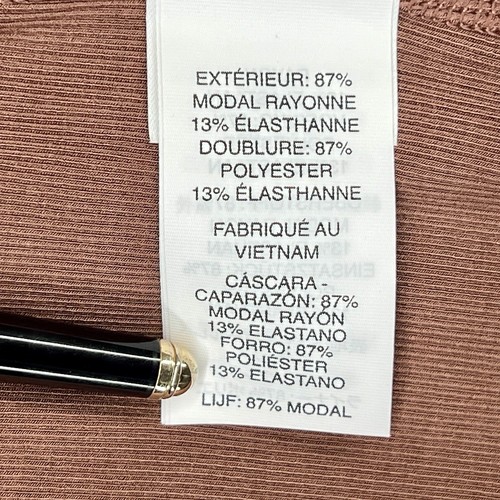 EXTÉRIEUR: 87%
MODAL RAYONNE
13% ÉLASTHANNE
DOUBLURE: 87%
POLYESTER
13% ÉLASTHANNE
FABRIQUÉ AU
VIETNAM
CÁSCARA -
CAPARAZÓN: 87%
MODAL RAYÓN
13% ELASTANO
FORRO: 87%
POLIÉSTER
13% ELASTANO
LIJF: 87% MODAL